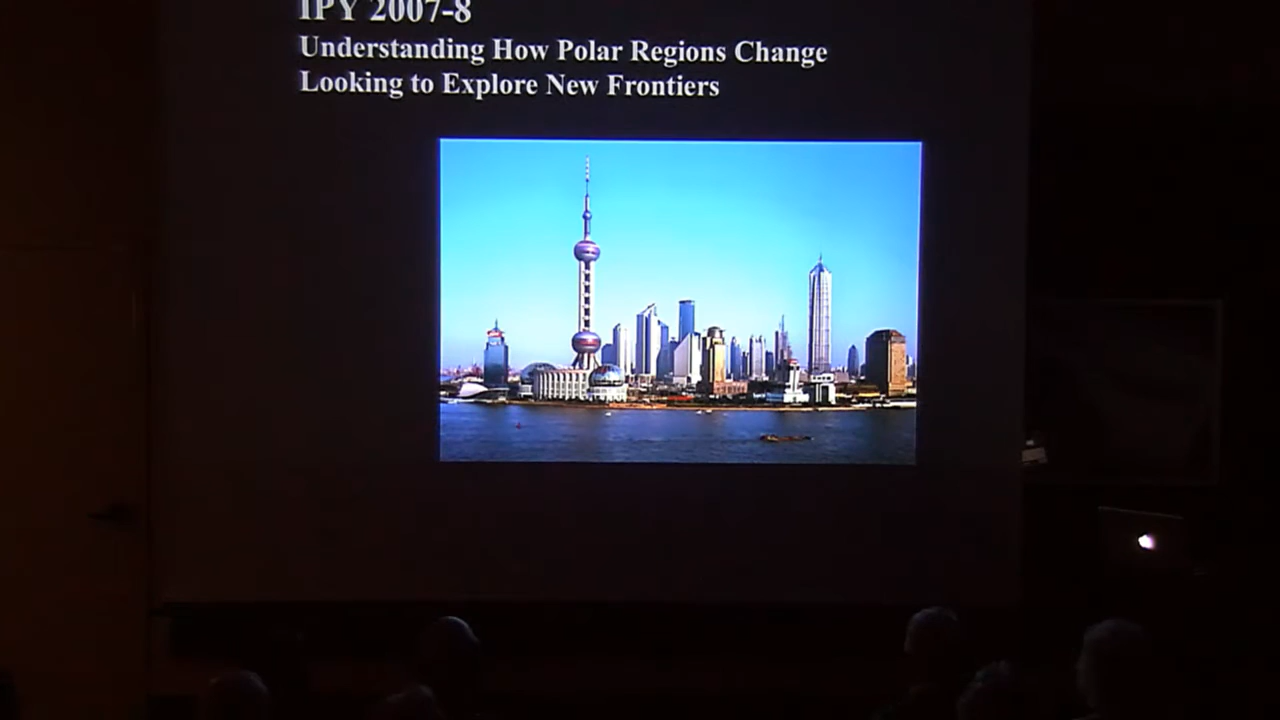 IPY 2007-8
Understanding How Polar Regions Change
Looking to Explore New Frontiers